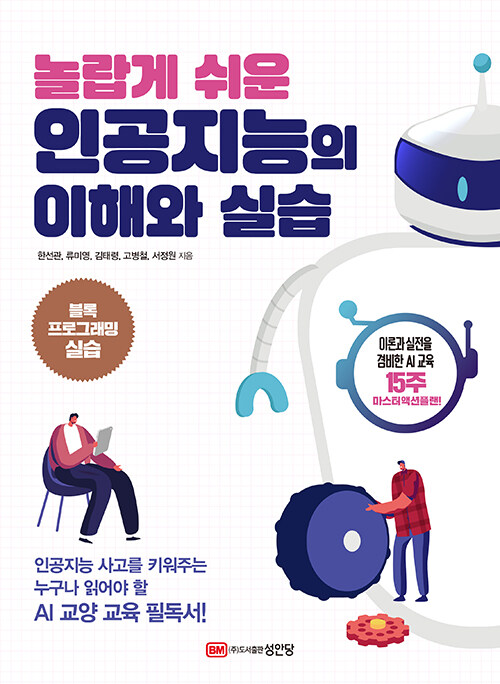 놀랍게 쉬운
인공지능의
이해와 실습
한선관, 류미영, 김태령, 고병철, 서정원 지음
블록
프로그래밍
실습
이론과 실전을
겸비한 AI 교육
15주
마스터액션플랜!
인공지능 사고를 키워주는
누구나 읽어야 할
AI 교양 교육 필독서!
BM (주)도서출판 성안당